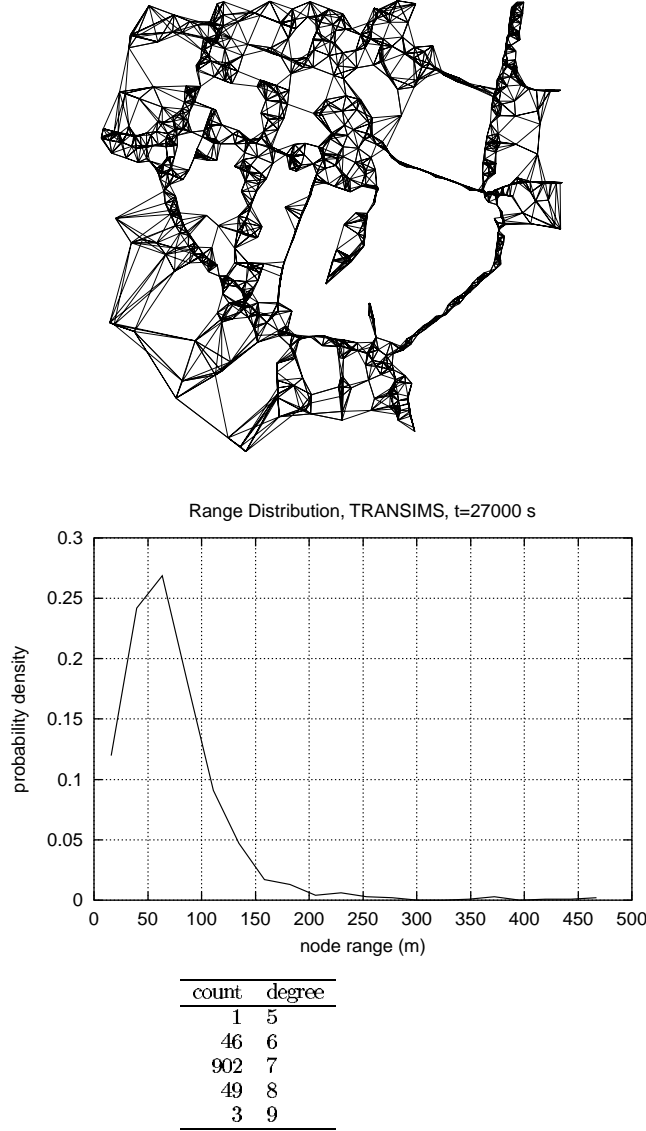 Range Distribution, TRANSIMS, t=27000 s
0.3
0.25
0.2
0.15
0.1
0.05
0
probability density
0 50 100 150 200 250 300 350 400 450 500
node range (m)
count degree
1 5
46 6
902 7
49 8
3 9